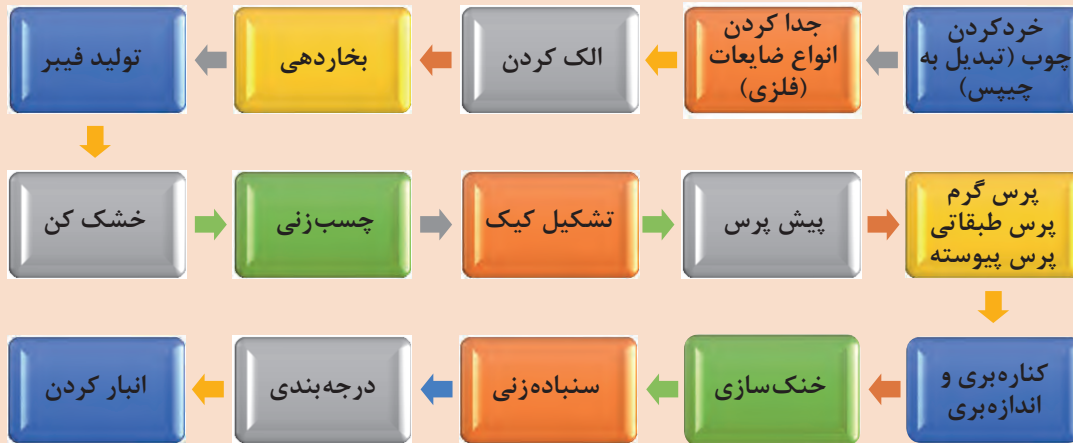 خردکردن
چوب (تبدیل به
چیپس)
جدا کردن
انواع ضایعات
(فلزی)
الک کردن
بخاردهی
تولید فیبر
خشک کن
چسب‌زنی
تشکیل کیک
پیش پرس
پرس گرم
پرس طبقاتی
پرس پیوسته
کناره‌بری و
اندازه‌بری
خنک‌سازی
سنباده‌زنی
درجه‌بندی
انبار کردن